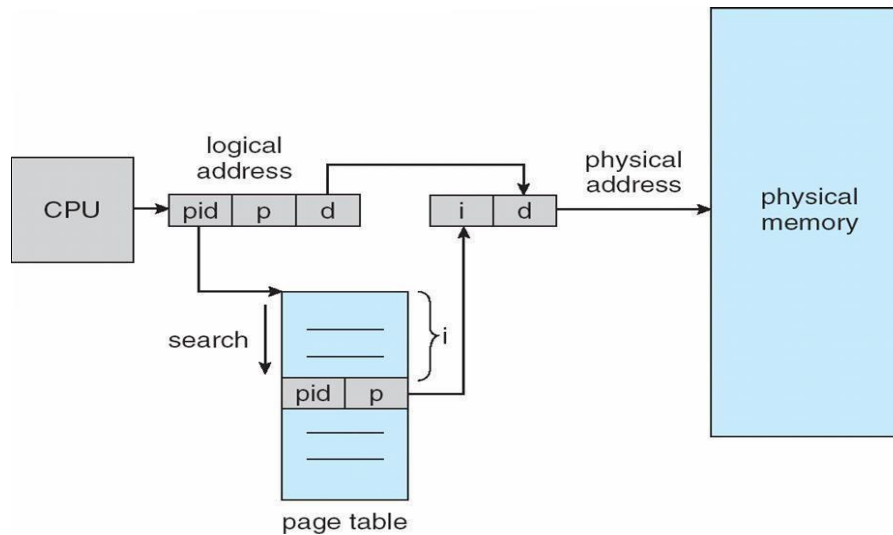 logical
address
physical
address
CPU
pid p d
i d
physical
memory
search
i
pid p
page table